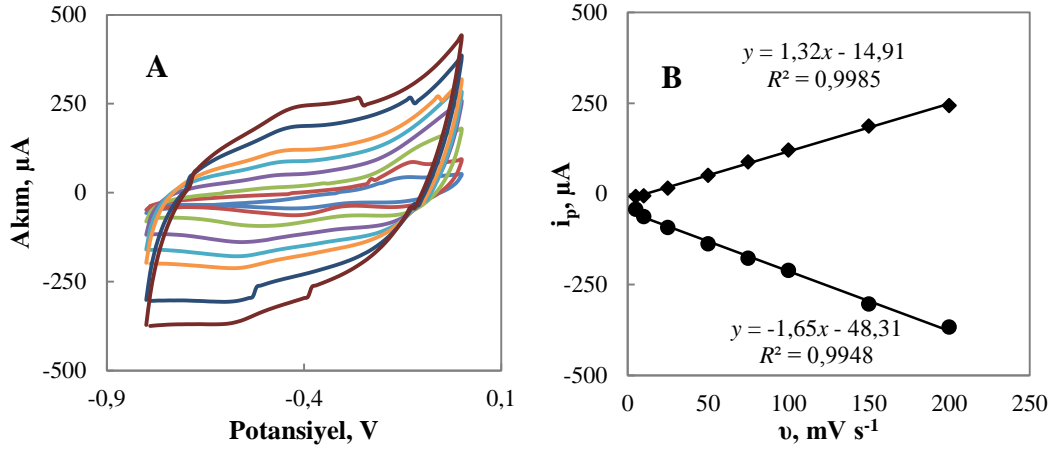 A
500
250
0
-250
-500
-0,9
-0,4
0,1
Akım, µA
Potansiyel, V
B
y = 1,32x - 14,91
R² = 0,9985
y = -1,65x - 48,31
R² = 0,9948
500
250
0
-250
-500
0
50
100
150
200
250
iₚ, µA
υ, mV s⁻¹